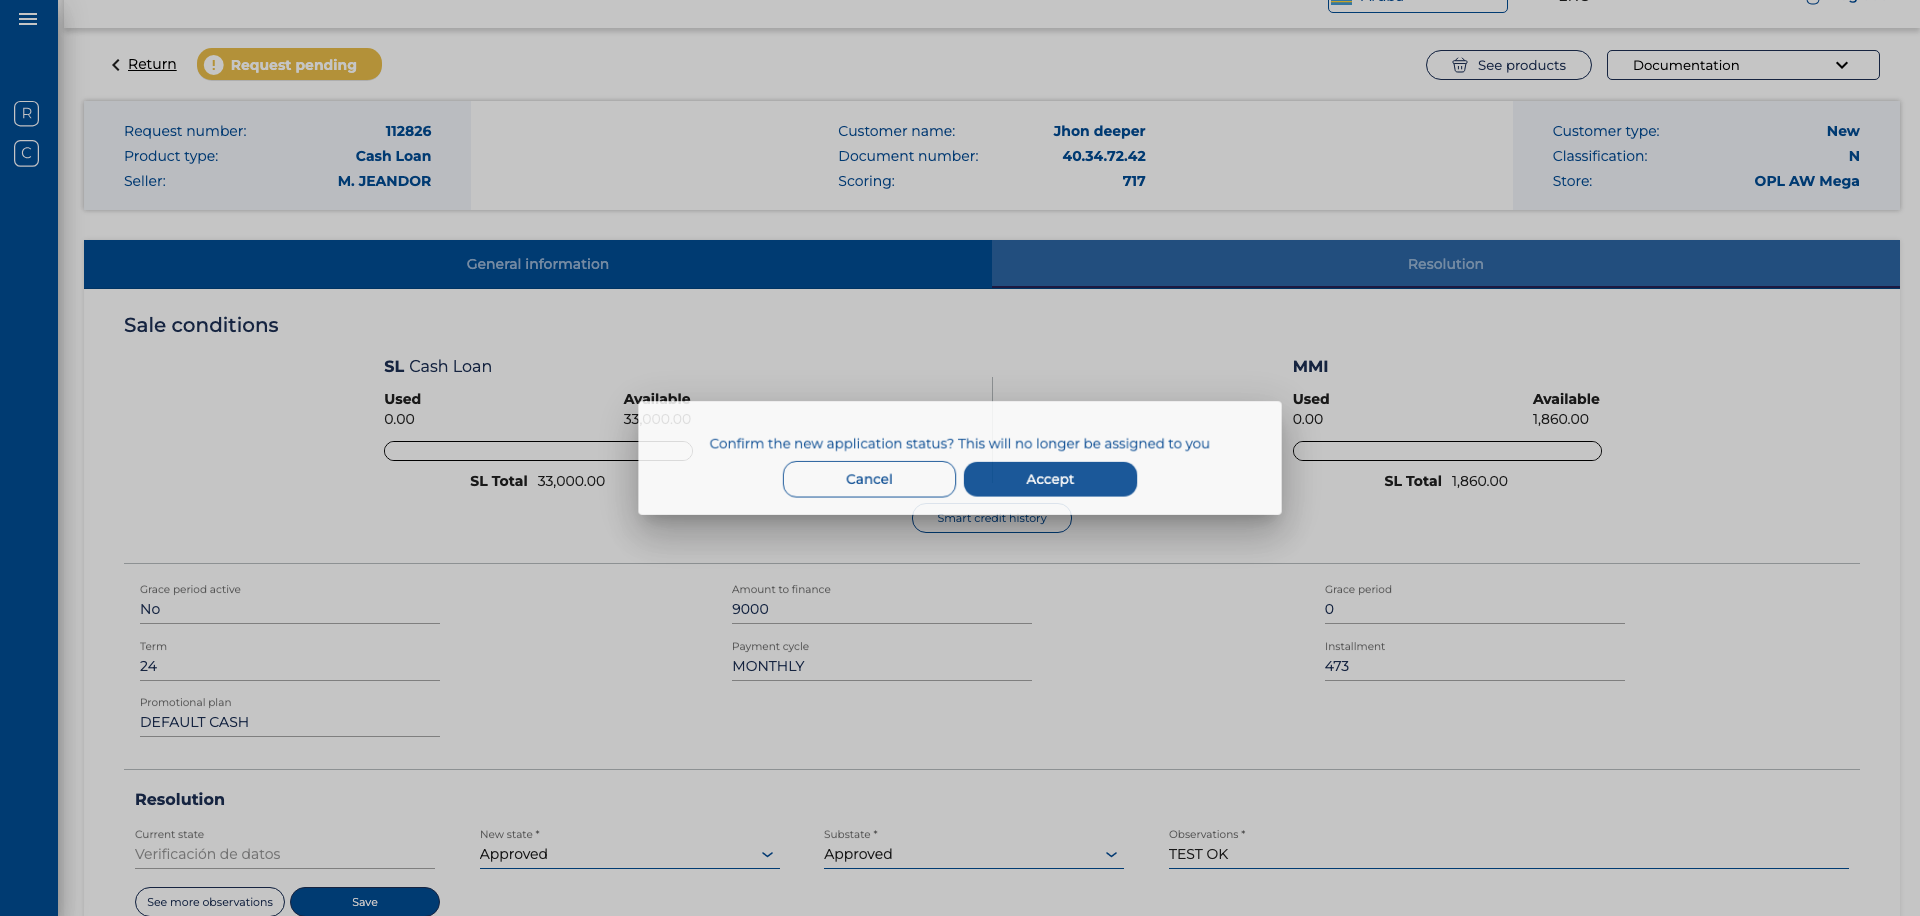 Return
Request pending
See products
Documentation
R
C
Request number: 112826
Product type: Cash Loan
Seller: M. JEANDOR
Customer name: Jhon deeper
Document number: 40.34.72.42
Scoring: 717
Customer type: New
Classification: N
Store: OPL AW Mega
General information
Resolution
Sale conditions
SL Cash Loan
Used Available
0.00 33,000.00
SL Total 33,000.00
MMI
Used Available
0.00 1,860.00
SL Total 1,860.00
Confirm the new application status? This will no longer be assigned to you
Cancel
Accept
Smart credit history
Grace period active
No
Amount to finance
9000
Grace period
0
Term
24
Payment cycle
MONTHLY
Installment
473
Promotional plan
DEFAULT CASH
Resolution
Current state
Verificación de datos
New state *
Approved
Substate *
Approved
Observations *
TEST OK
See more observations
Save